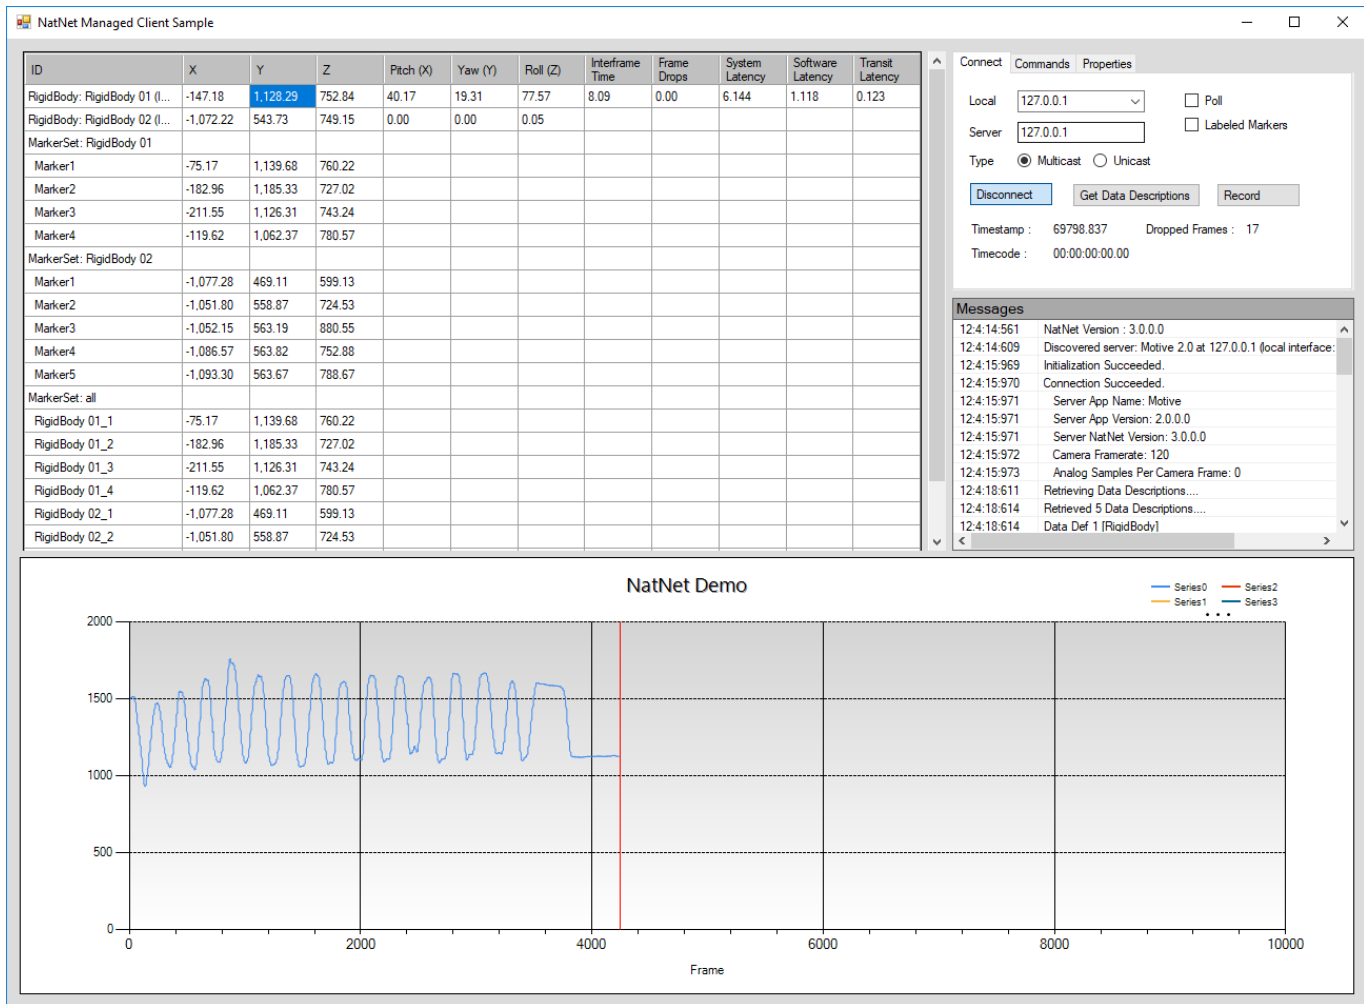 NatNet Managed Client Sample
ID X Y Z Pitch (X) Yaw (Y) Roll (Z) Interframe Time Frame Drops System Latency Software Latency Transit Latency
RigidBody: RigidBody 01 (I... -147.18 1,128.29 752.84 40.17 19.31 77.57 8.09 0.00 6.144 1.118 0.123
RigidBody: RigidBody 02 (I... -1,072.22 543.73 749.15 0.00 0.00 0.05
MarkerSet: RigidBody 01
Marker1 -75.17 1,139.68 760.22
Marker2 -182.96 1,185.33 727.02
Marker3 -211.55 1,126.31 743.24
Marker4 -119.62 1,062.37 780.57
MarkerSet: RigidBody 02
Marker1 -1,077.28 469.11 599.13
Marker2 -1,051.80 558.87 724.53
Marker3 -1,052.15 563.19 880.55
Marker4 -1,086.57 563.82 752.88
Marker5 -1,093.30 563.67 788.67
MarkerSet: all
RigidBody 01_1 -75.17 1,139.68 760.22
RigidBody 01_2 -182.96 1,185.33 727.02
RigidBody 01_3 -211.55 1,126.31 743.24
RigidBody 01_4 -119.62 1,062.37 780.57
RigidBody 02_1 -1,077.28 469.11 599.13
RigidBody 02_2 -1,051.80 558.87 724.53
Connect Commands Properties
Local 127.0.0.1 Poll
Server 127.0.0.1 Labeled Markers
Type Multicast Unicast
Disconnect Get Data Descriptions Record
Timestamp : 69798.837 Dropped Frames : 17
Timecode : 00:00:00:00.00
Messages
12:4:14:561 NatNet Version : 3.0.0.0
12:4:14:609 Discovered server: Motive 2.0 at 127.0.0.1 (local interface:
12:4:15:969 Initialization Succeeded.
12:4:15:970 Connection Succeeded.
12:4:15:971 Server App Name: Motive
12:4:15:971 Server App Version: 2.0.0.0
12:4:15:971 Server NatNet Version: 3.0.0.0
12:4:15:972 Camera Framerate: 120
12:4:15:973 Analog Samples Per Camera Frame: 0
12:4:18:611 Retrieving Data Descriptions....
12:4:18:614 Retrieved 5 Data Descriptions....
12:4:18:614 Data Def 1 [RigidBody]
NatNet Demo
Series0 Series2
Series1 Series3
...
2000
1500
1000
500
0
0 2000 4000 6000 8000 10000
Frame